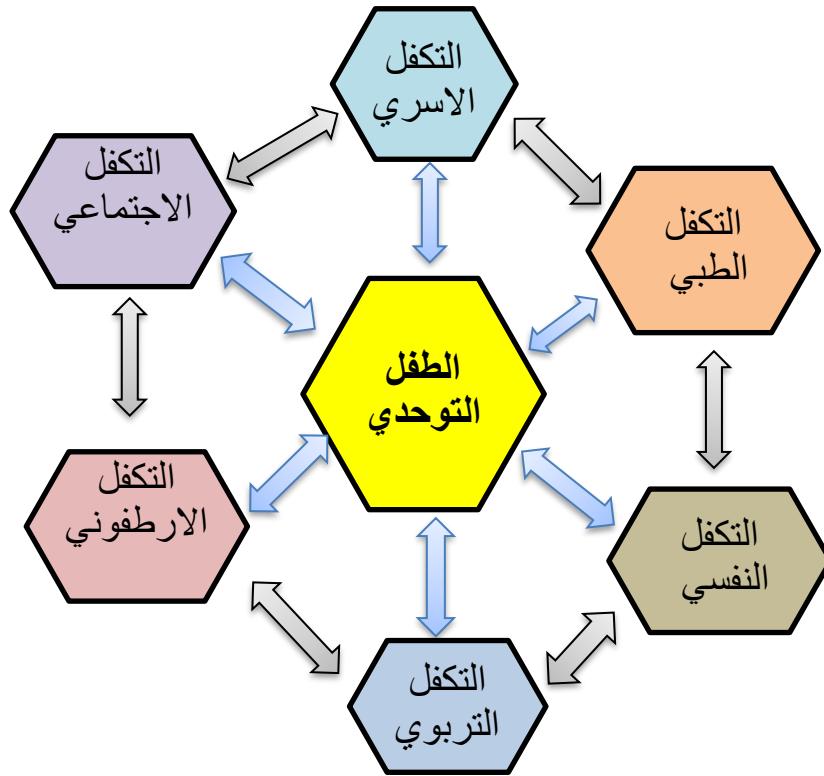 التكفل
الاسري
التكفل
الاجتماعي
التكفل
الطبي
الطفل
التوحدي
التكفل
الارطفوني
التكفل
النفسي
التكفل
التربوي